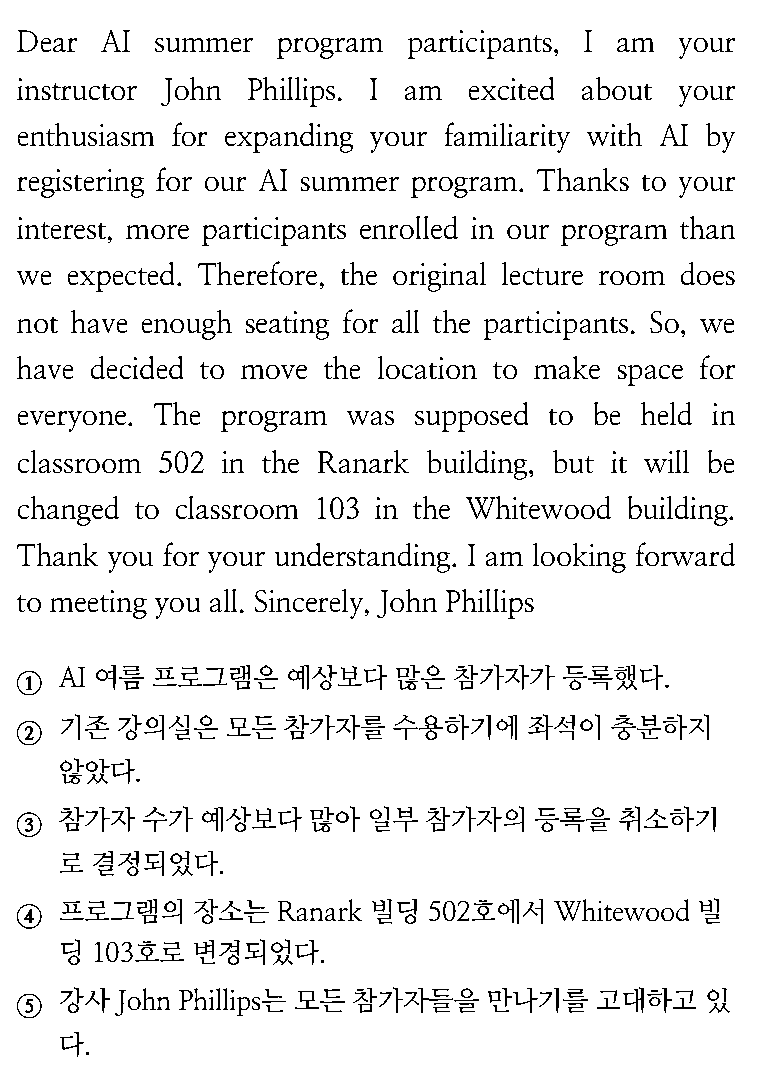 Dear AI summer program participants, I am your
instructor John Phillips. I am excited about your
enthusiasm for expanding your familiarity with AI by
registering for our AI summer program. Thanks to your
interest, more participants enrolled in our program than
we expected. Therefore, the original lecture room does
not have enough seating for all the participants. So, we
have decided to move the location to make space for
everyone. The program was supposed to be held in
classroom 502 in the Ranark building, but it will be
changed to classroom 103 in the Whitewood building.
Thank you for your understanding. I am looking forward
to meeting you all. Sincerely, John Phillips
① AI 여름 프로그램은 예상보다 많은 참가자가 등록했다.
② 기존 강의실은 모든 참가자를 수용하기에 좌석이 충분하지
않았다.
③ 참가자 수가 예상보다 많아 일부 참가자의 등록을 취소하기
로 결정되었다.
④ 프로그램의 장소는 Ranark 빌딩 502호에서 Whitewood 빌
딩 103호로 변경되었다.
⑤ 강사 John Phillips는 모든 참가자들을 만나기를 고대하고 있
다.